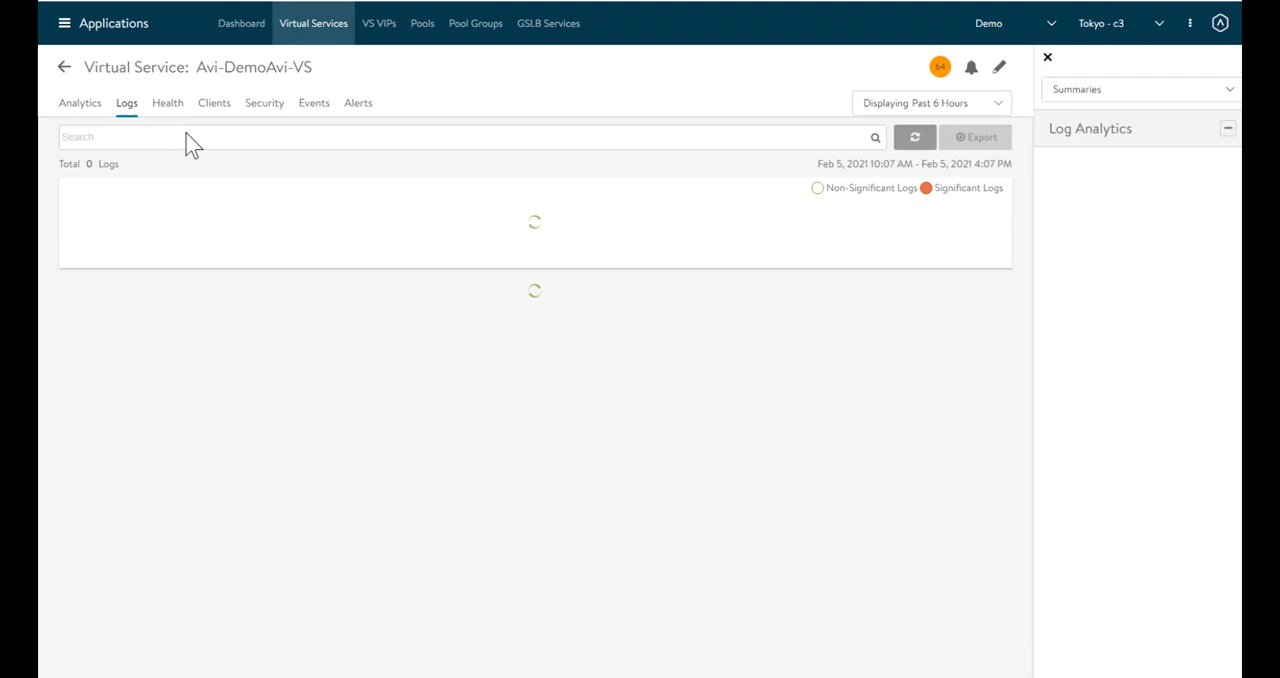 Applications
Dashboard Virtual Services VS VIPs Pools Pool Groups GSLB Services
Demo
Tokyo - c3
Virtual Service: Avi-DemoAvi-VS
64
Summaries
Analytics Logs Health Clients Security Events Alerts
Displaying Past 6 Hours
Log Analytics
Search
Export
Total 0 Logs
Feb 5, 2021 10:07 AM - Feb 5, 2021 4:07 PM
Non-Significant Logs Significant Logs